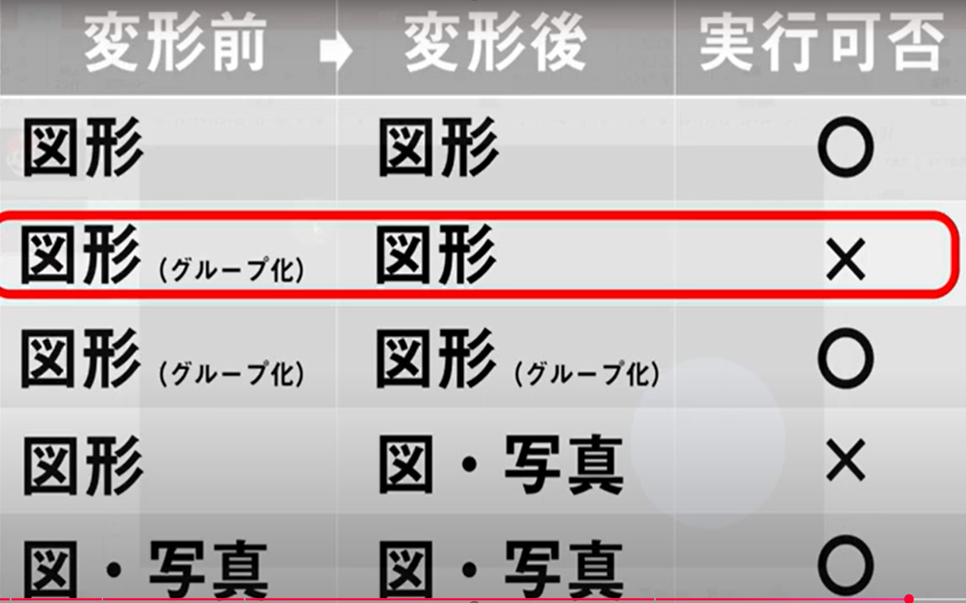 変形前 ➡ 変形後 実行可否
図形 図形 〇
図形（グループ化） 図形 ×
図形（グループ化） 図形（グループ化） 〇
図形 図・写真 ×
図・写真 図・写真 〇